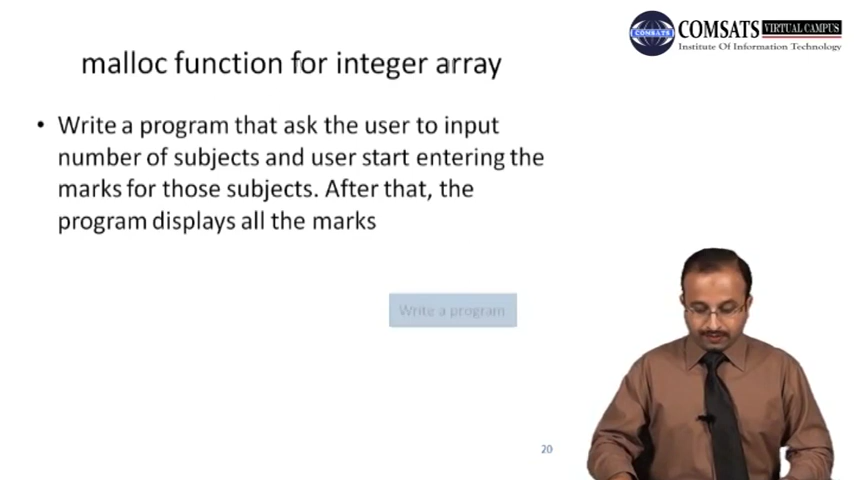 COMSATS VIRTUAL CAMPUS
COMSATS
Institute Of Information Technology
malloc function for integer array
• Write a program that ask the user to input
number of subjects and user start entering the
marks for those subjects. After that, the
program displays all the marks
Write a program
20